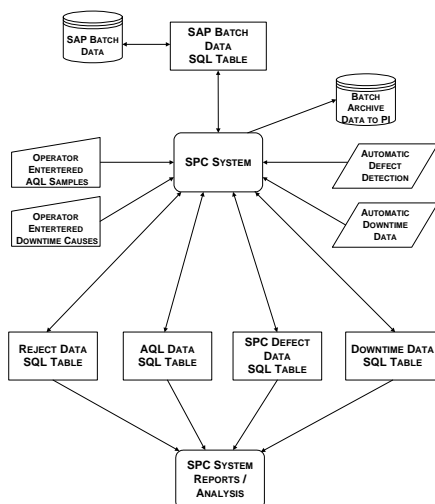 SAP BATCH
DATA
SAP BATCH
DATA
SQL TABLE
BATCH
ARCHIVE
DATA TO PI
OPERATOR
ENTERTERED
AQL SAMPLES
SPC SYSTEM
AUTOMATIC
DEFECT
DETECTION
OPERATOR
ENTERTERED
DOWNTIME CAUSES
AUTOMATIC
DOWNTIME
DATA
REJECT DATA
SQL TABLE
AQL DATA
SQL TABLE
SPC DEFECT
DATA
SQL TABLE
DOWNTIME DATA
SQL TABLE
SPC SYSTEM
REPORTS /
ANALYSIS